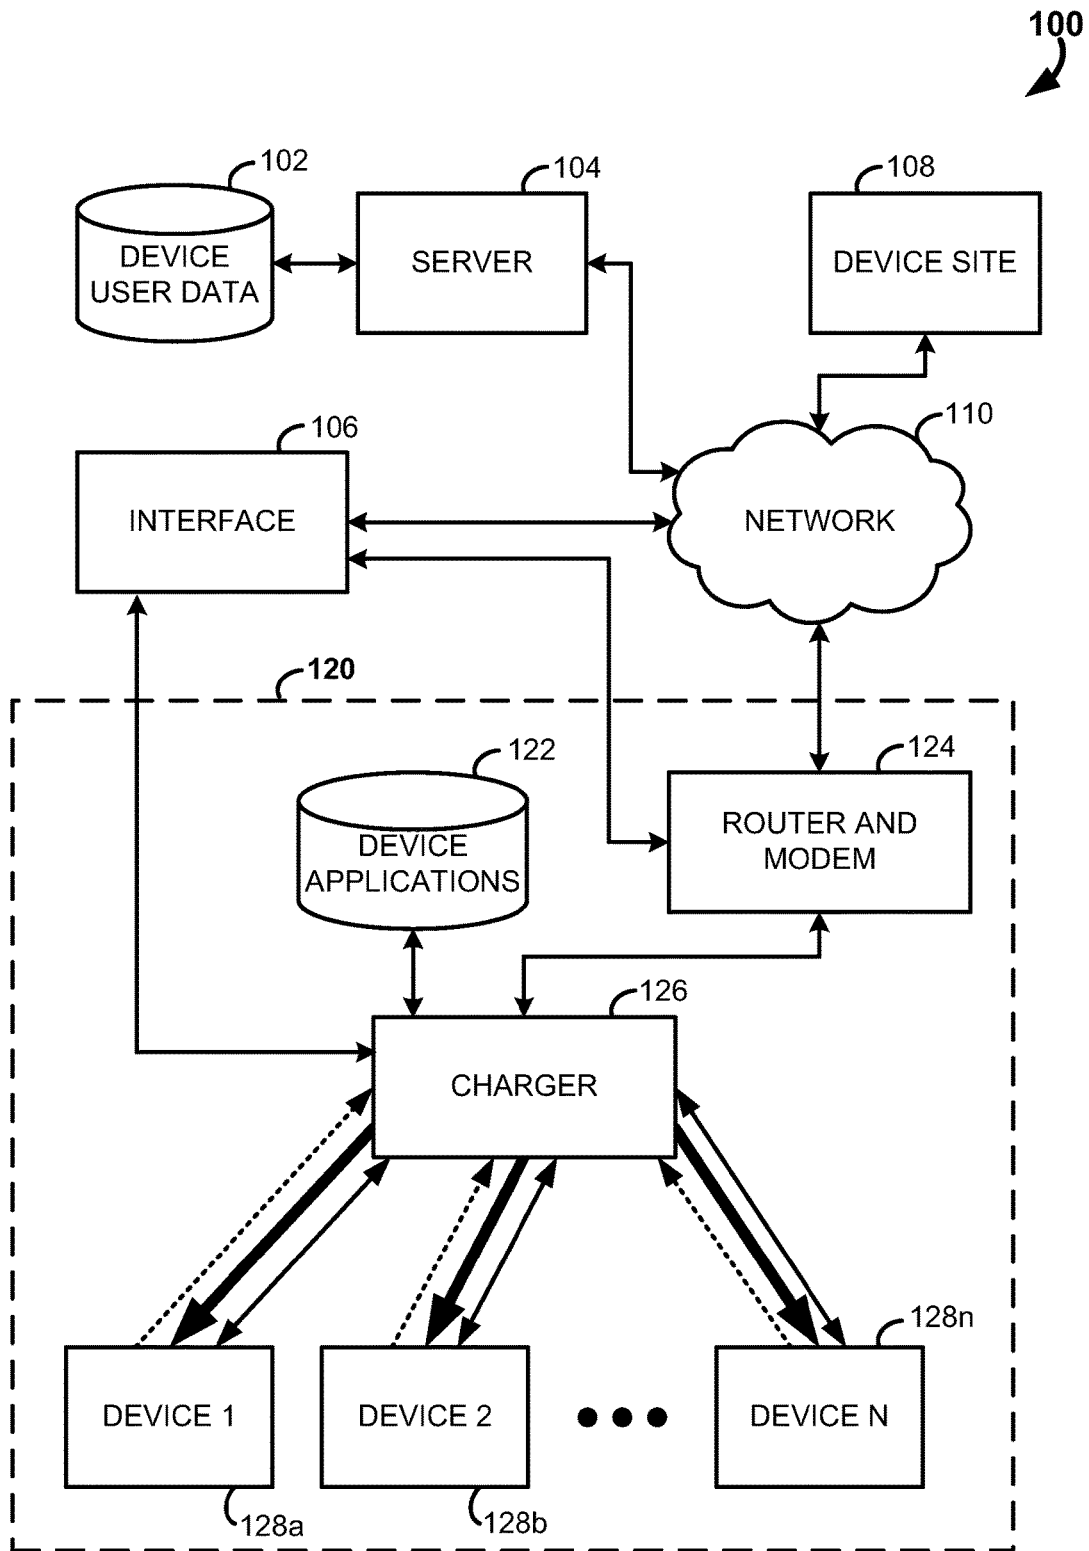 100
102
104
108
DEVICE
USER DATA
SERVER
DEVICE SITE
106
110
INTERFACE
NETWORK
120
122
124
DEVICE
APPLICATIONS
ROUTER AND
MODEM
126
CHARGER
128n
DEVICE 1
DEVICE 2
DEVICE N
128a
128b